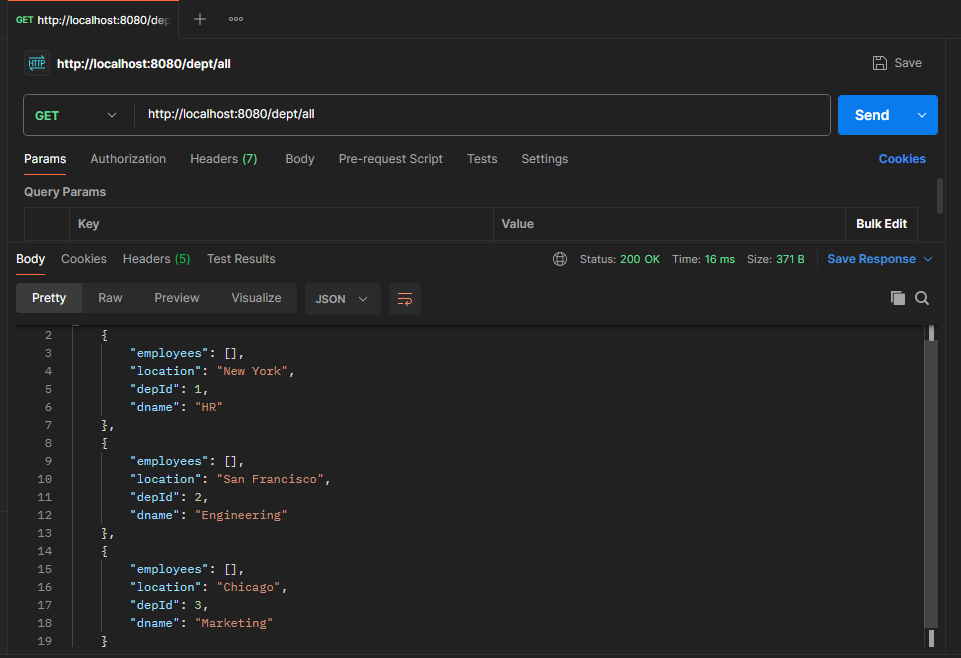 GET http://localhost:8080/dep
HTTP http://localhost:8080/dept/all Save
GET http://localhost:8080/dept/all Send
Params Authorization Headers (7) Body Pre-request Script Tests Settings Cookies
Query Params
Key Value Bulk Edit
Body Cookies Headers (5) Test Results Status: 200 OK Time: 16 ms Size: 371 B Save Response
Pretty Raw Preview Visualize JSON
2 {
3 "employees": [],
4 "location": "New York",
5 "depId": 1,
6 "dname": "HR"
7 },
8 {
9 "employees": [],
10 "location": "San Francisco",
11 "depId": 2,
12 "dname": "Engineering"
13 },
14 {
15 "employees": [],
16 "location": "Chicago",
17 "depId": 3,
18 "dname": "Marketing"
19 }